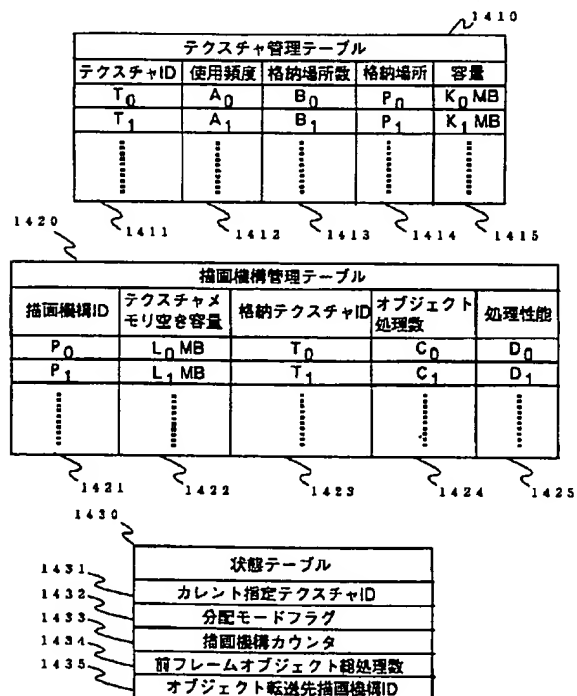 1410
テクスチャ管理テーブル
テクスチャID 使用頻度 格納場所数 格納場所 容量
T0 A0 B0 P0 K0 MB
T1 A1 B1 P1 K1 MB
1411 1412 1413 1414 1415
1420
描画機構管理テーブル
描画機構ID テクスチャメ 格納テクスチャID オブジェクト 処理性能
モリ空き容量 処理数
P0 L0 MB T0 C0 D0
P1 L1 MB T1 C1 D1
1421 1422 1423 1424 1425
1430
状態テーブル
1431 カレント指定テクスチャID
1432 分配モードフラグ
1433 描画機構カウンタ
1434 前フレームオブジェクト総処理数
1435 オブジェクト転送先描画機構ID